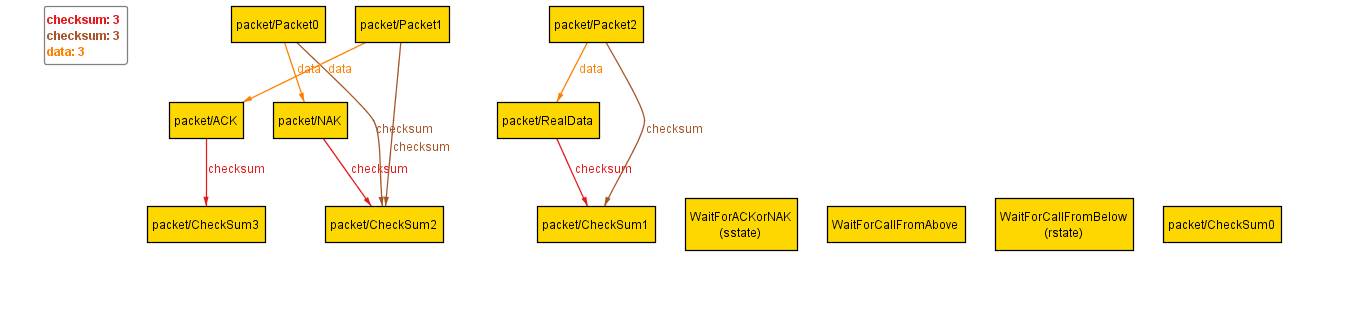 checksum: 3
checksum: 3
data: 3
packet/Packet0
packet/Packet1
packet/Packet2
data
data
data
packet/ACK
packet/NAK
packet/RealData
checksum
checksum
checksum
checksum
checksum
checksum
packet/CheckSum3
packet/CheckSum2
packet/CheckSum1
WaitForACKorNAK
(sstate)
WaitForCallFromAbove
WaitForCallFromBelow
(rstate)
packet/CheckSum0